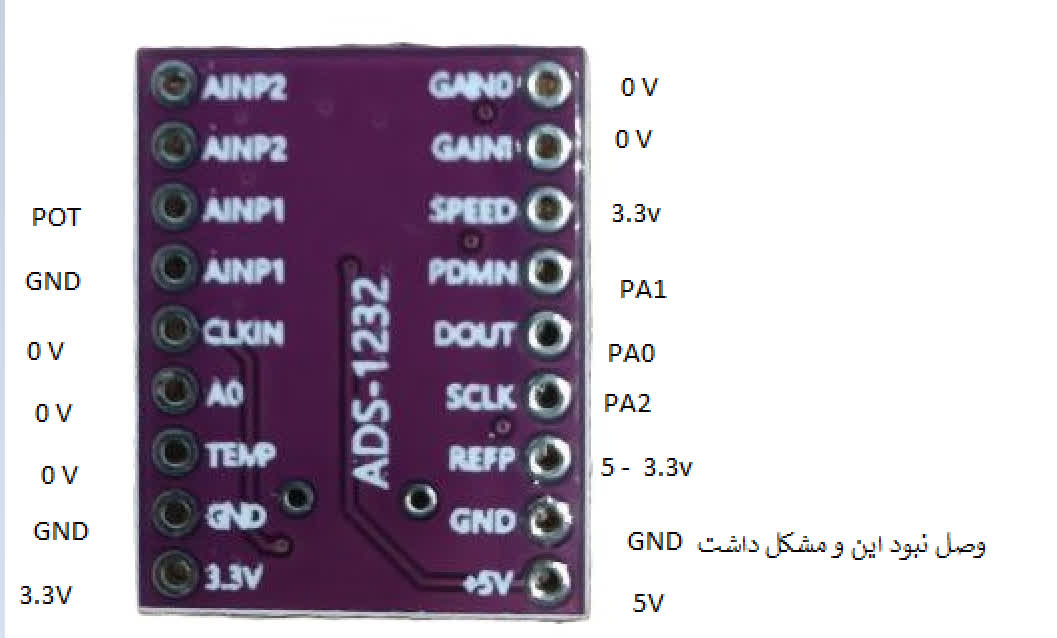 AINP2 GAIN0 0 V
AINP2 GAIN1 0 V
POT AINP1 SPEED 3.3v
GND AINP1 PDMN PA1
0 V CLKIN DOUT PA0
0 V A0 SCLK PA2
0 V TEMP REFP 5 - 3.3v
GND GND GND GND وصل نبود این و مشکل داشت
3.3V 3.3V +5V 5V
ADS-1232